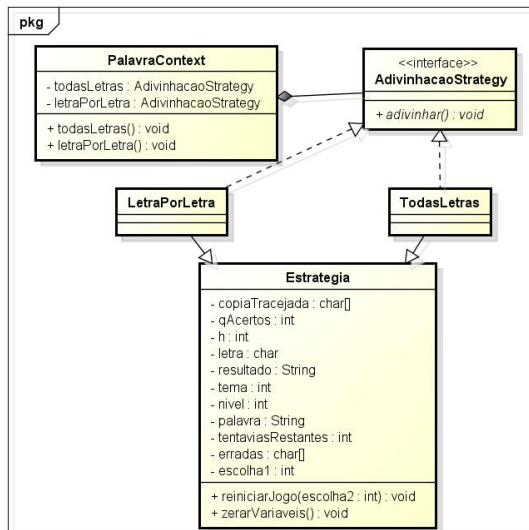 pkg
PalavraContext
- todasLetras : AdivinhacaoStrategy
- letraPorLetra : AdivinhacaoStrategy
+ todasLetras() : void
+ letraPorLetra() : void
<<interface>>
AdivinhacaoStrategy
+ adivinhar() : void
LetraPorLetra
TodasLetras
Estrategia
- copiaTracejada : char[]
- qAcertos : int
- h : int
- letra : char
- resultado : String
- tema : int
- nivel : int
- palavra : String
- tentaviasRestantes : int
- erradas : char[]
- escolha1 : int
+ reiniciarJogo(escolha2 : int) : void
+ zerarVariaveis() : void